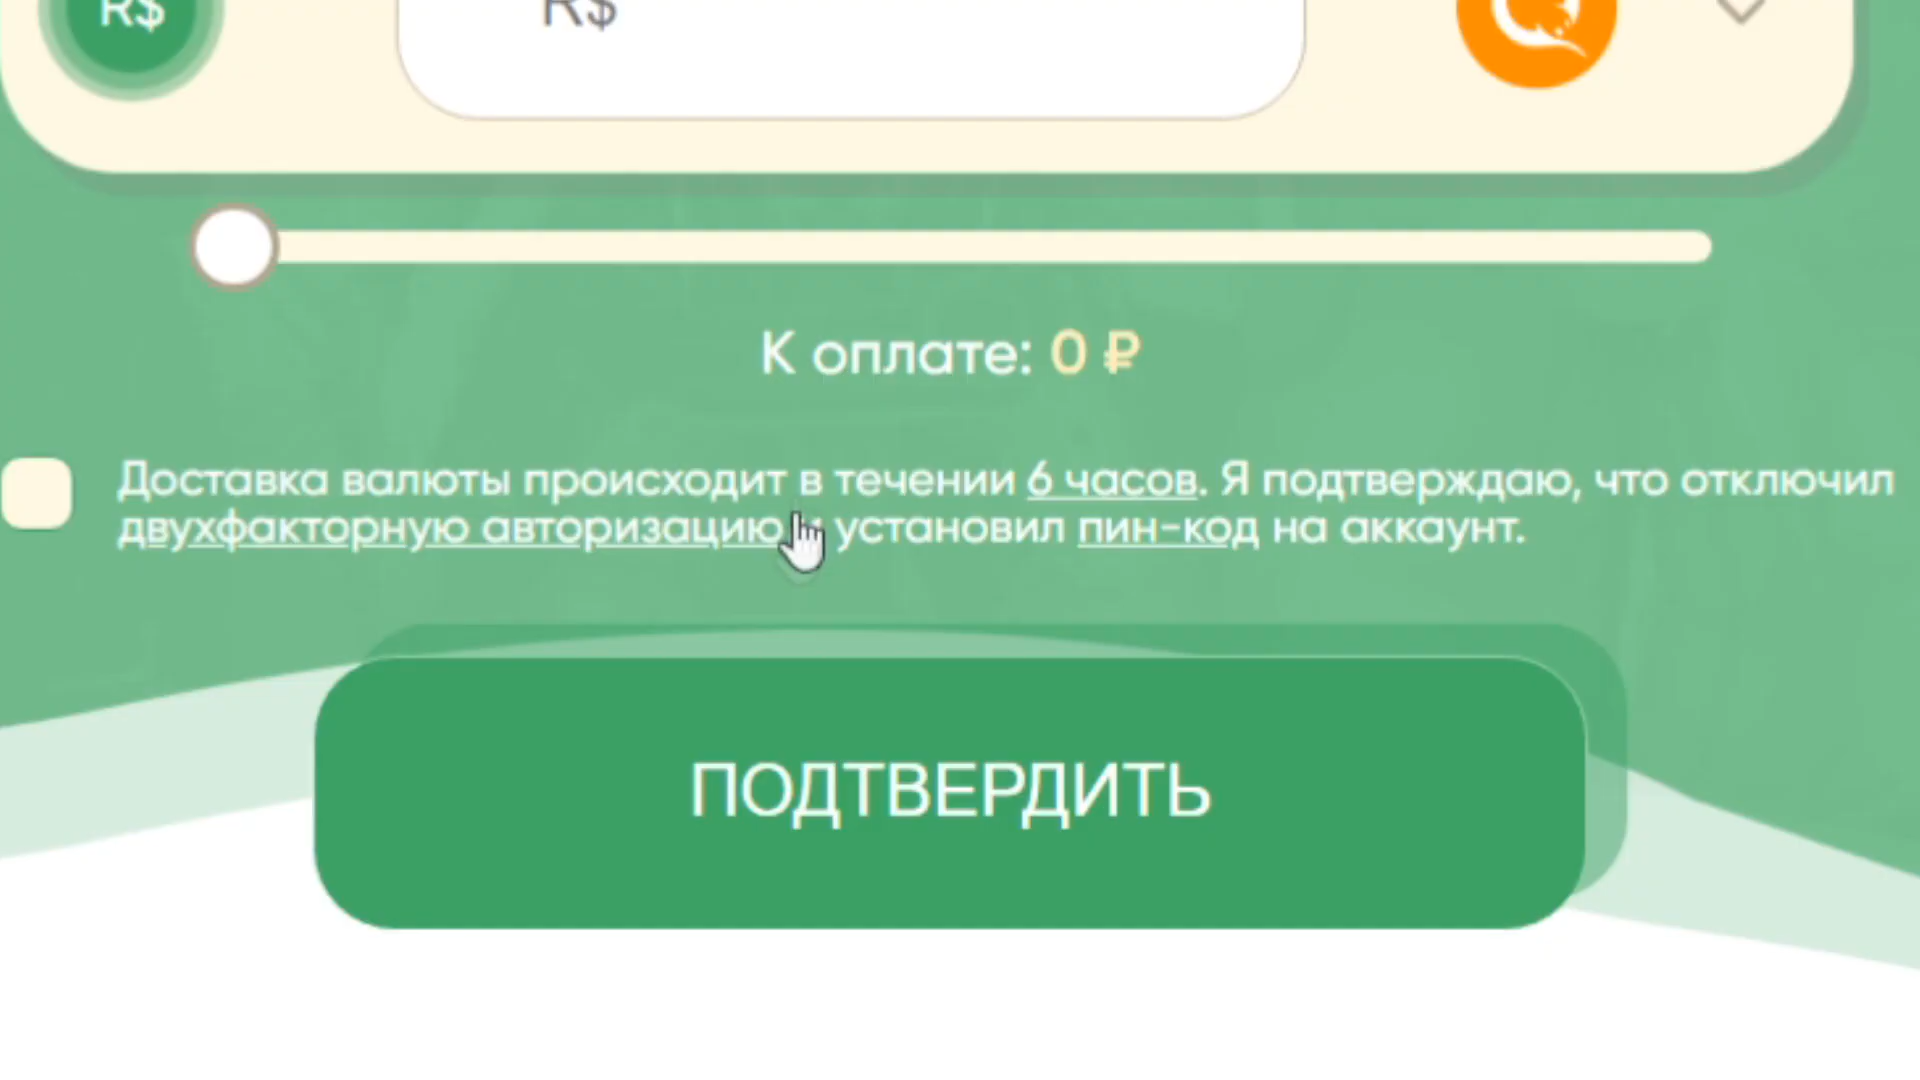 R$
R$
К оплате: 0 ₽
Доставка валюты происходит в течении 6 часов. Я подтверждаю, что отключил
двухфакторную авторизацию установил пин-код на аккаунт.
ПОДТВЕРДИТЬ